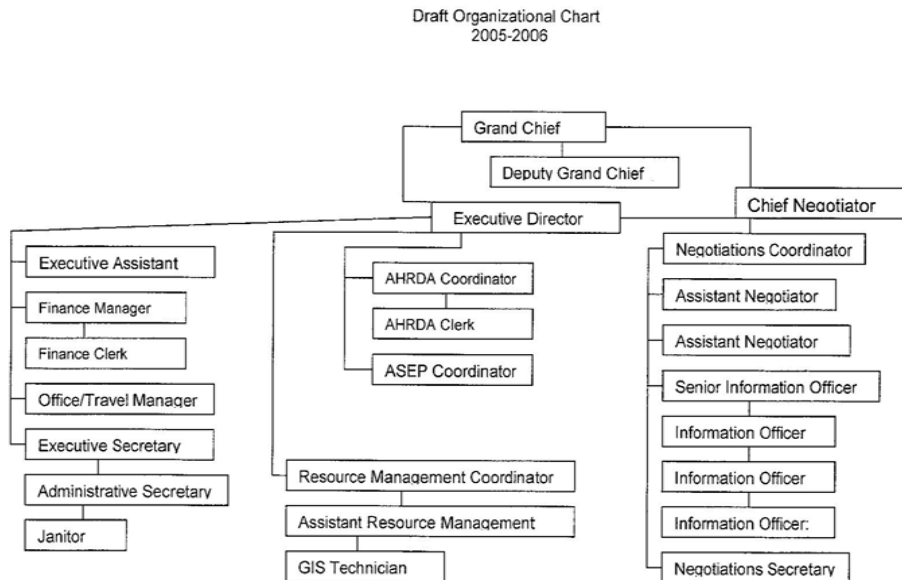 Draft Organizational Chart
2005-2006
Grand Chief
Deputy Grand Chief
Chief Negotiator
Executive Director
Executive Assistant
Finance Manager
Finance Clerk
Office/Travel Manager
Executive Secretary
Administrative Secretary
Janitor
AHRDA Coordinator
AHRDA Clerk
ASEP Coordinator
Resource Management Coordinator
Assistant Resource Management
GIS Technician
Negotiations Coordinator
Assistant Negotiator
Assistant Negotiator
Senior Information Officer
Information Officer
Information Officer
Information Officer:
Negotiations Secretary